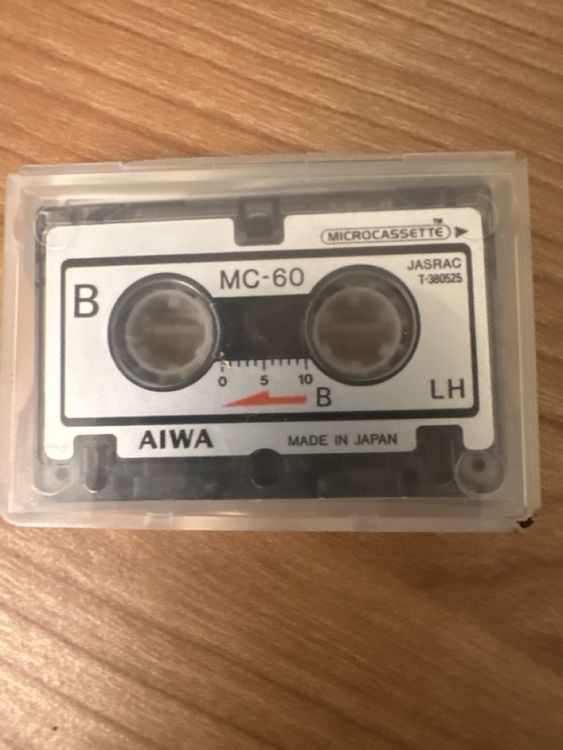 MICROCASSETTE™
MC-60
JASRAC
T-380525
B
0 5 10
B
LH
AIWA
MADE IN JAPAN